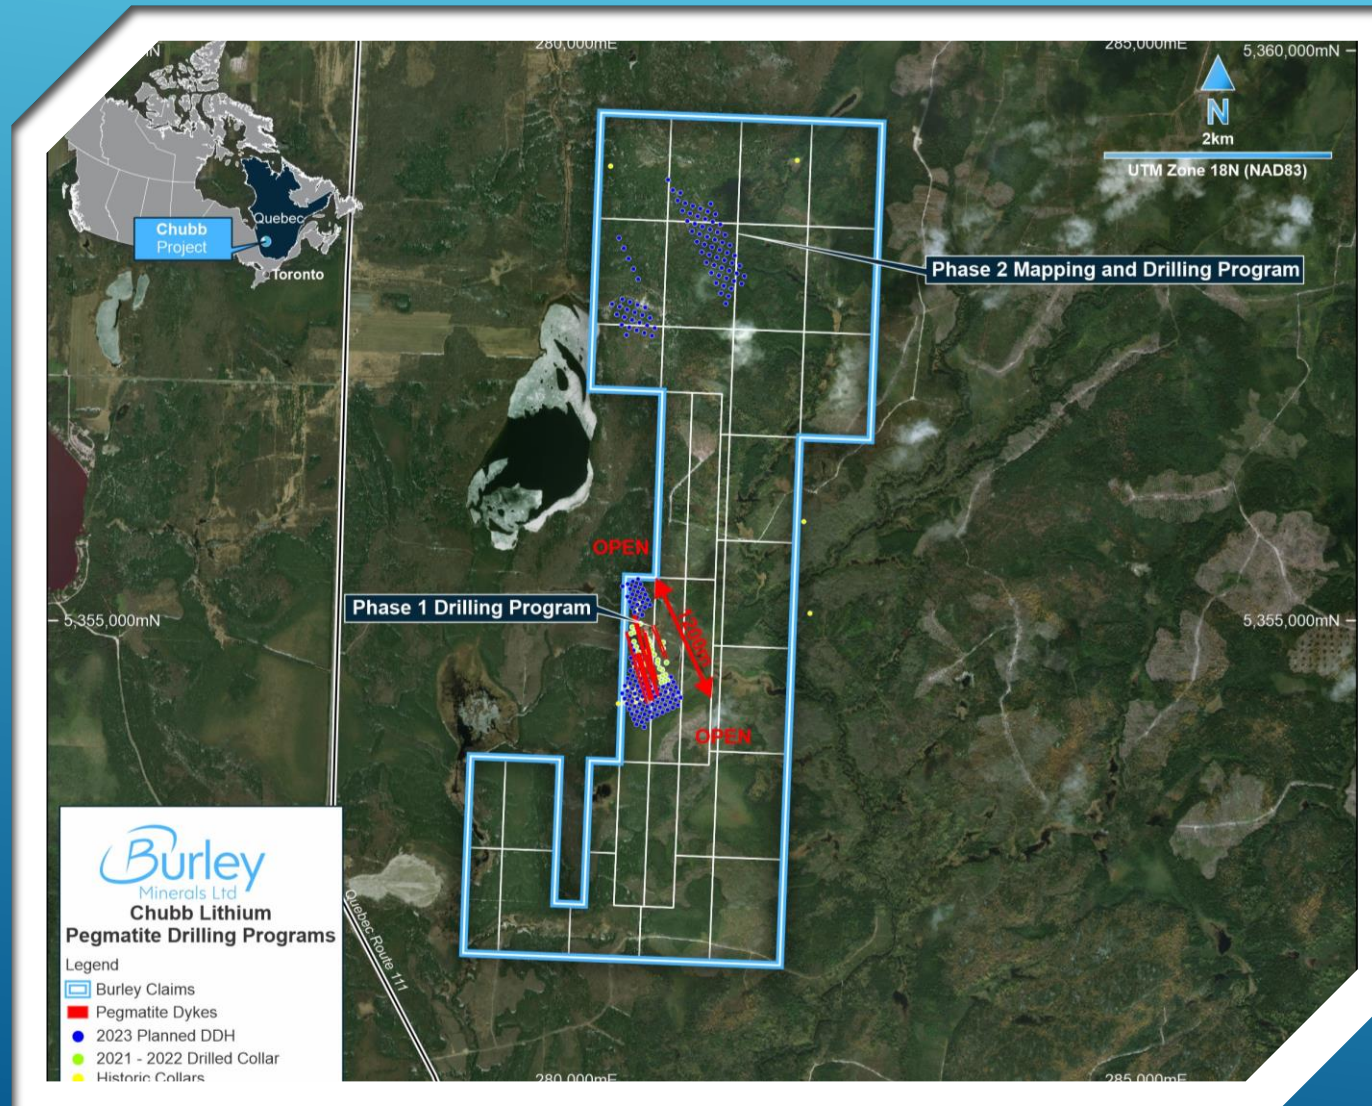 280,000mE
285,000mE
5,360,000mN
N
N
2km
UTM Zone 18N (NAD83)
Quebec
Chubb
Project
Toronto
Phase 2 Mapping and Drilling Program
OPEN
Phase 1 Drilling Program
1200m
5,355,000mN
5,355,000mN
OPEN
Burley
Minerals Ltd
Chubb Lithium
Pegmatite Drilling Programs
Legend
Burley Claims
Pegmatite Dykes
2023 Planned DDH
2021 - 2022 Drilled Collar
Historic Collars
Quebec Route 111
280,000mE
285,000mE